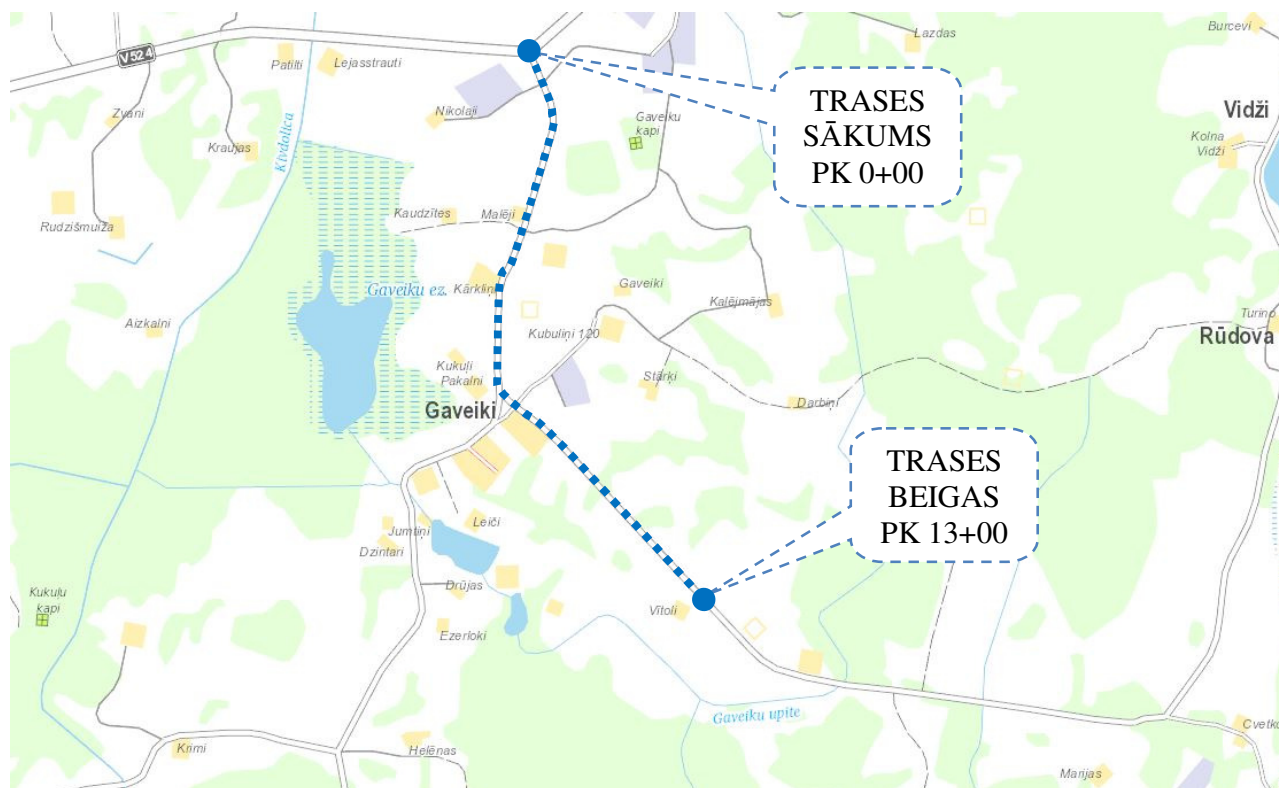 Lazdas
Burcevi
V524
Patilti
Lejasstrauti
TRASES
SĀKUMS
PK 0+00
Vidži
Zvani
Nikolaji
Gaveiku
kapi
Kolna
Vidži
Kraujas
Kivdolica
Rudzišmuiža
Kaudzītes
Malēji
Gaveiku ez.
Kārkliņi
Gaveiki
Kalējmājas
Aizkalni
Kubuliņi 120
Turino
Rūdova
Kukuļi
Pakalni
Stārķi
Darbiņi
Gaveiki
TRASES
BEIGAS
PK 13+00
Leiči
Jumtiņi
Dzintari
Drūjas
Kukuļu
kapi
Vītoli
Ezerloki
Gaveiku upīte
Krimi
Helēnas
Marijas